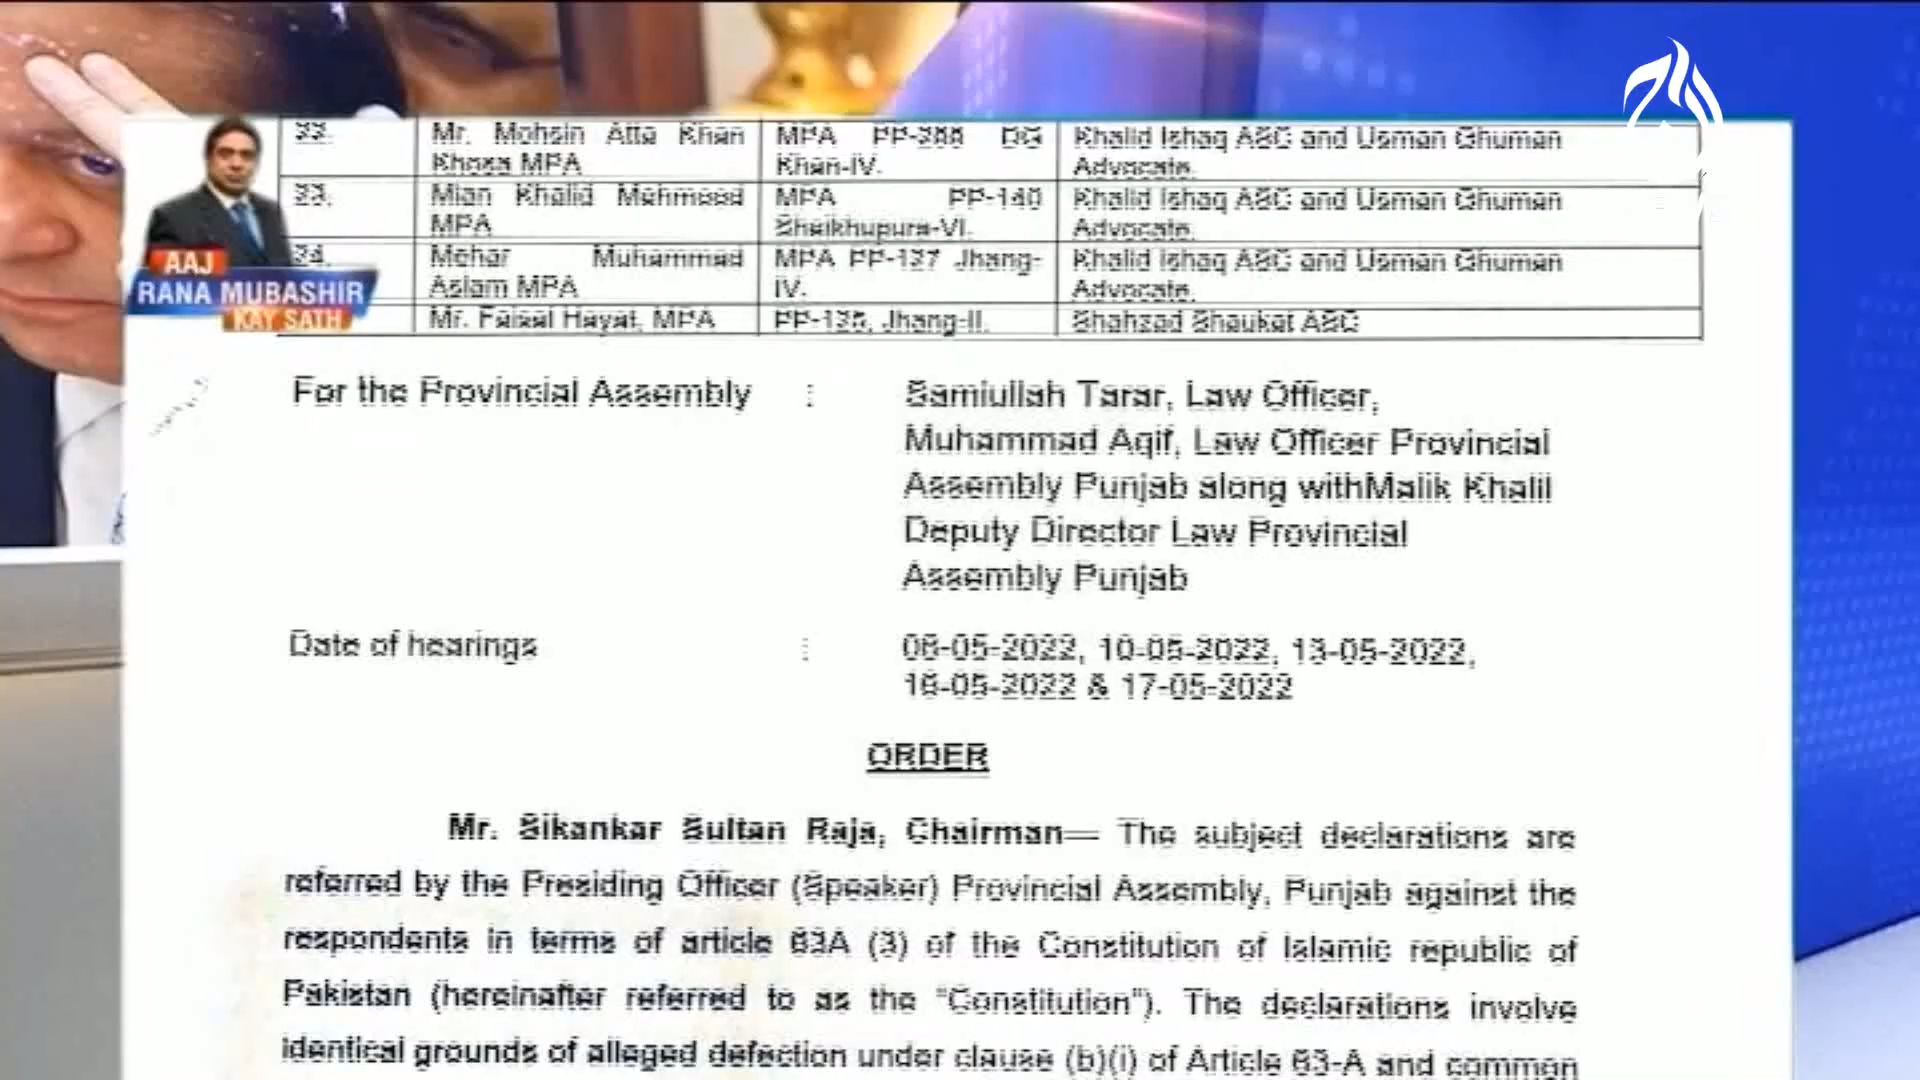 22. Mr. Mohsin Atta Khan MPA PP-288 DG Khalid Ishaq ASC and Usman Ghuman
Khosa MPA Khan-IV. Advocate.
23. Mian Khalid Mehmood MPA PP-140 Khalid Ishaq ASC and Usman Ghuman
MPA Sheikhupura-VI. Advocate.
24. Mehar Muhammad MPA PP-127 Jhang- Khalid Ishaq ASC and Usman Ghuman
Aslam MPA IV. Advocate.
Mr. Faisal Hayat, MPA PP-125, Jhang-II. Shahzad Shaukat ASC
AAJ
RANA MUBASHIR
KAY SATH
For the Provincial Assembly : Samiullah Tarar, Law Officer,
Muhammad Aqif, Law Officer Provincial
Assembly Punjab along withMalik Khalil
Deputy Director Law Provincial
Assembly Punjab
Date of hearings : 06-05-2022, 10-05-2022, 13-05-2022,
16-05-2022 & 17-05-2022
ORDER
Mr. Sikankar Sultan Raja, Chairman— The subject declarations are
referred by the Presiding Officer (Speaker) Provincial Assembly, Punjab against the
respondents in terms of article 63A (3) of the Constitution of Islamic republic of
Pakistan (hereinafter referred to as the "Constitution"). The declarations involve
identical grounds of alleged defection under clause (b)(i) of Article 63-A and common